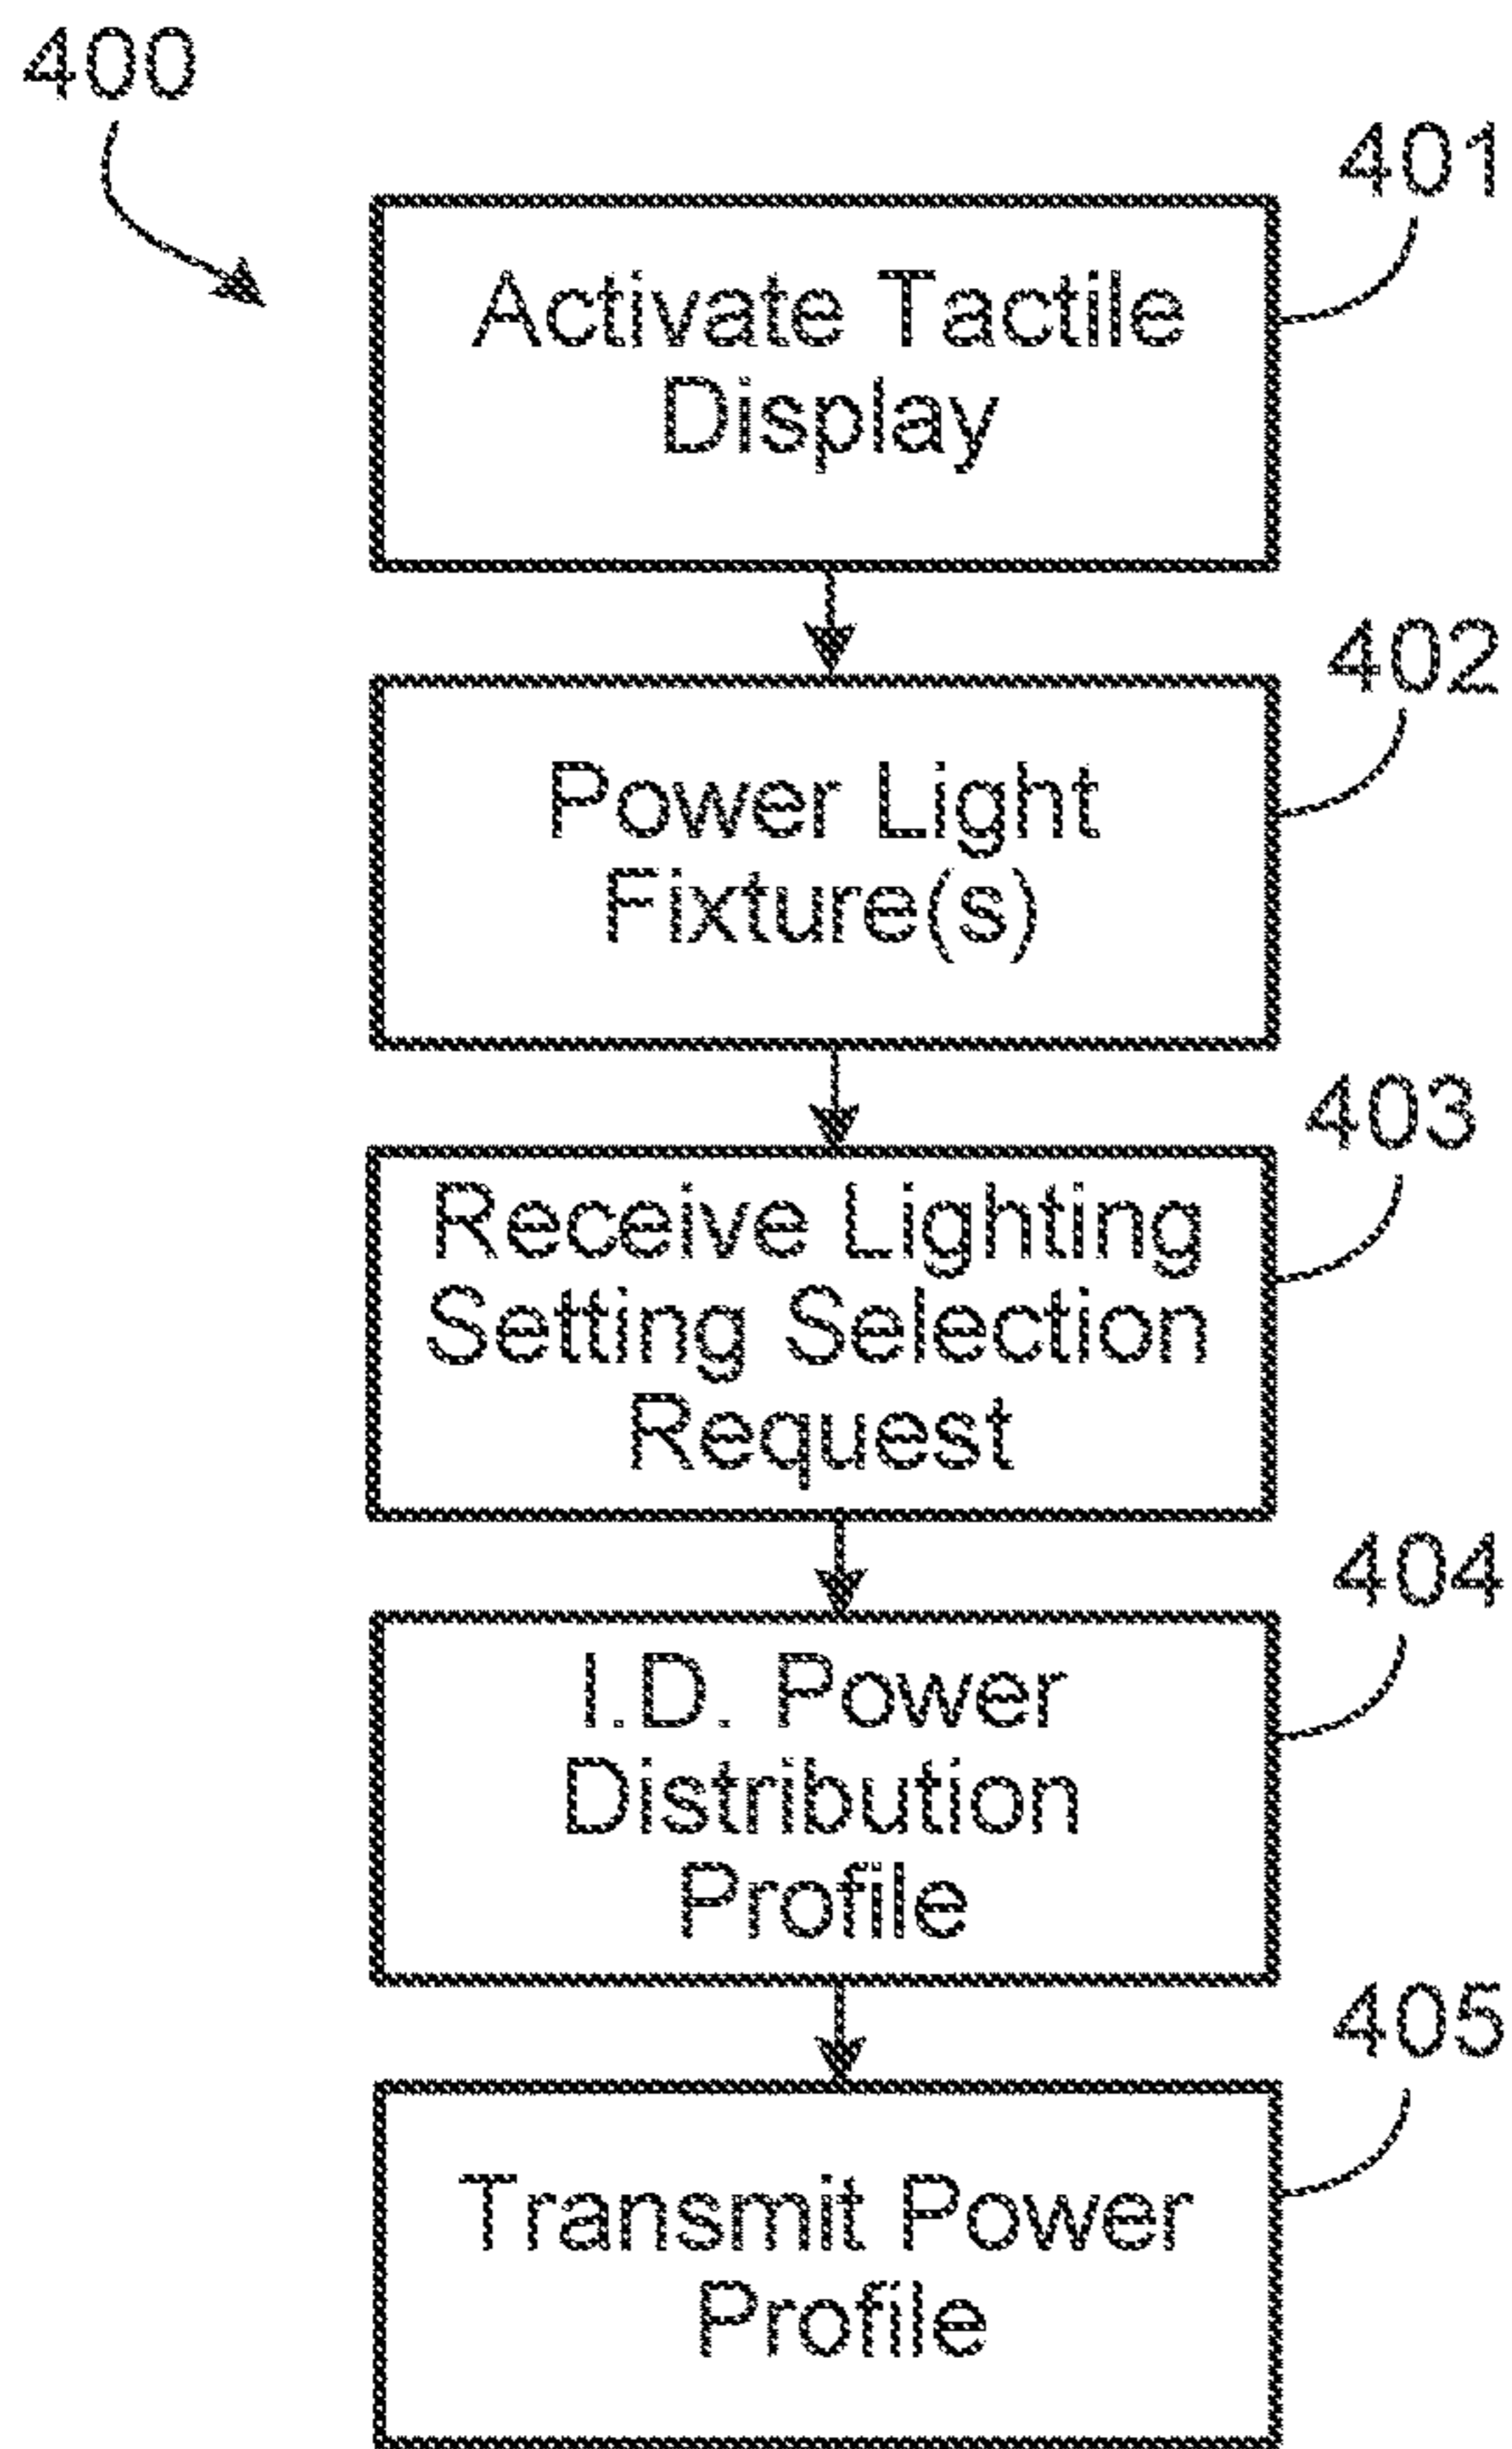 400
401
Activate Tactile
Display
402
Power Light
Fixture(s)
403
Receive Lighting
Setting Selection
Request
404
I.D. Power
Distribution
Profile
405
Transmit Power
Profile